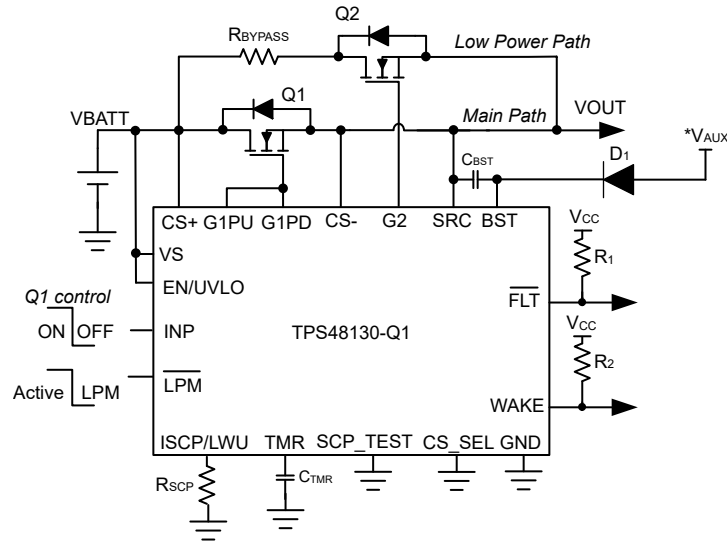 Q2
RBYPASS
Low Power Path
Q1
VBATT
Main Path
VOUT
*VAUX
CBST
D1
CS+ G1PU G1PD CS- G2 SRC BST
VCC
VS
R1
EN/UVLO
FLT
Q1 control
ON OFF
INP
TPS48130-Q1
VCC
R2
Active LPM
LPM
WAKE
ISCP/LWU TMR SCP_TEST CS_SEL GND
RSCP
CTMR